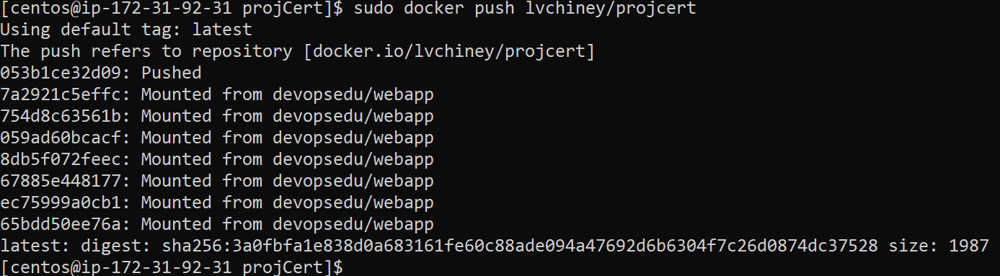 [centos@ip-172-31-92-31 projCert]$ sudo docker push lvchiney/projcert
Using default tag: latest
The push refers to repository [docker.io/lvchiney/projcert]
053b1ce32d09: Pushed
7a2921c5effc: Mounted from devopsedu/webapp
754d8c63561b: Mounted from devopsedu/webapp
059ad60bcacf: Mounted from devopsedu/webapp
8db5f072feec: Mounted from devopsedu/webapp
67885e448177: Mounted from devopsedu/webapp
ec75999a0cb1: Mounted from devopsedu/webapp
65bdd50ee76a: Mounted from devopsedu/webapp
latest: digest: sha256:3a0fbfa1e838d0a683161fe60c88ade094a47692d6b6304f7c26d0874dc37528 size: 1987
[centos@ip-172-31-92-31 projCert]$